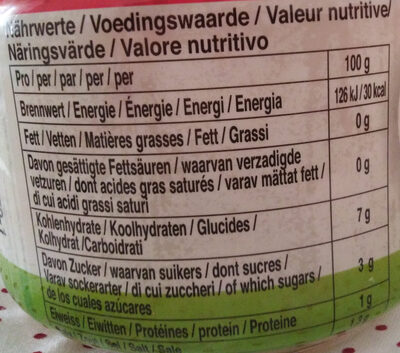 Nährwerte / Voedingswaarde / Valeur nutritive/
Näringsvärde / Valore nutritivo
Pro / per / par / per / per 100 g
Brennwert / Energie / Énergie / Energi / Energia 126 kJ / 30 kcal
Fett / Vetten / Matières grasses / Fett / Grassi 0 g
Davon gesättigte Fettsäuren / waarvan verzadigde
vetzuren / dont acides gras saturés / varav mättat fett / 0 g
di cui acidi grassi saturi
Kohlenhydrate / Koolhydraten / Glucides / 7 g
Kolhydrat /Carboidrati
Davon Zucker / waarvan suikers / dont sucres /
Varav sockerarter / di cui zuccheri / of which sugars / 3 g
de los cuales azúcares
Eiweiss / Eiwitten / Protéines / protein / Proteine 1 g
/ Salt / Sale